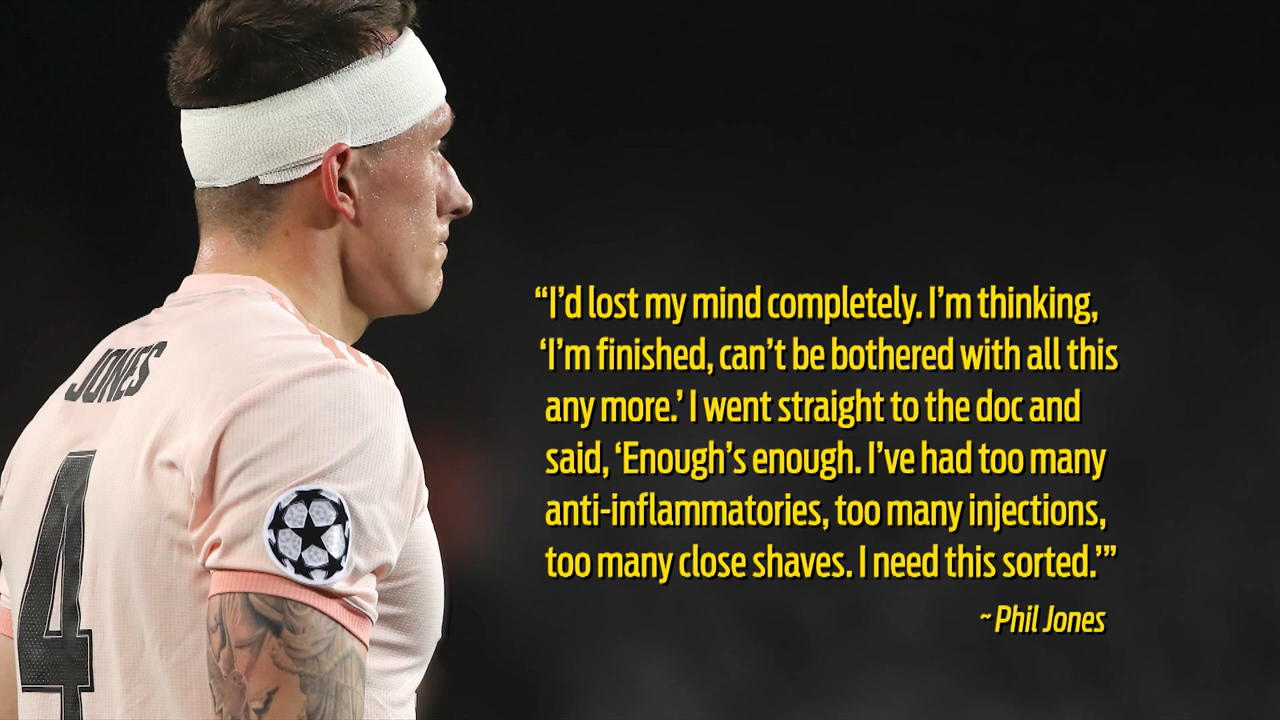 JONES
4
“I’d lost my mind completely. I’m thinking,
‘I’m finished, can’t be bothered with all this
any more.’ I went straight to the doc and
said, ‘Enough’s enough. I’ve had too many
anti-inflammatories, too many injections,
too many close shaves. I need this sorted.’”
~ Phil Jones